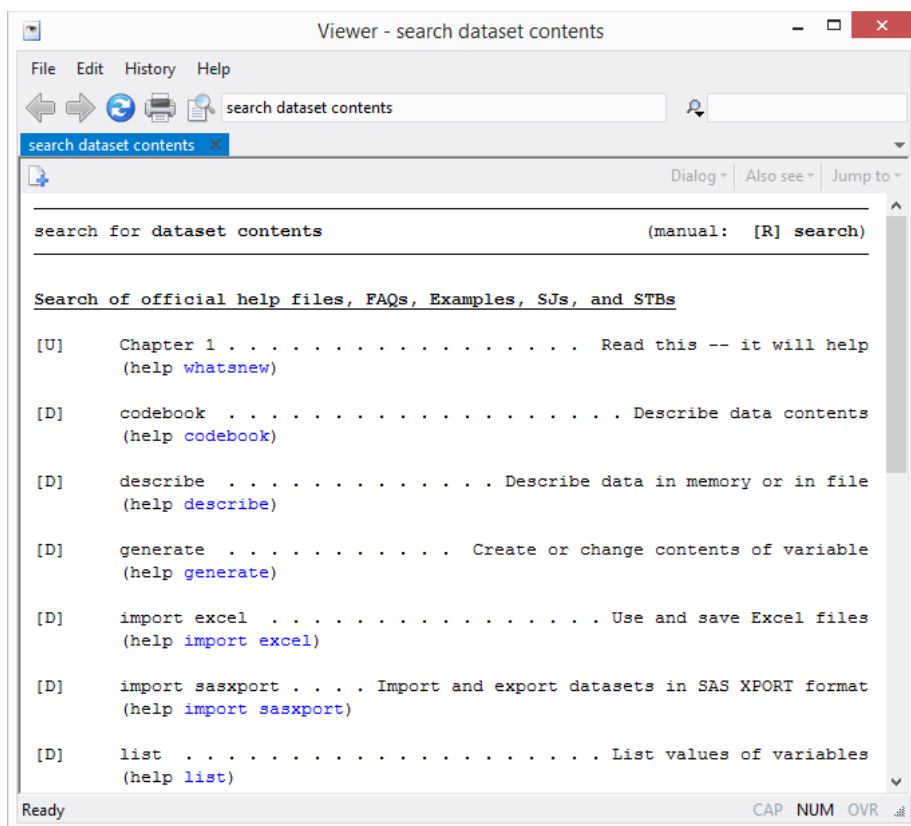 Viewer - search dataset contents
File Edit History Help
search dataset contents
search dataset contents
Dialog Also see Jump to
search for dataset contents (manual: [R] search)
Search of official help files, FAQs, Examples, SJs, and STBs
[U] Chapter 1 . . . . . . . . . . . . . . . . . Read this -- it will help
(help whatsnew)
[D] codebook . . . . . . . . . . . . . . . . . . . Describe data contents
(help codebook)
[D] describe . . . . . . . . . . . . . Describe data in memory or in file
(help describe)
[D] generate . . . . . . . . . . . Create or change contents of variable
(help generate)
[D] import excel . . . . . . . . . . . . . . . . Use and save Excel files
(help import excel)
[D] import sasxport . . . . Import and export datasets in SAS XPORT format
(help import sasxport)
[D] list . . . . . . . . . . . . . . . . . . . . List values of variables
(help list)
Ready CAP NUM OVR